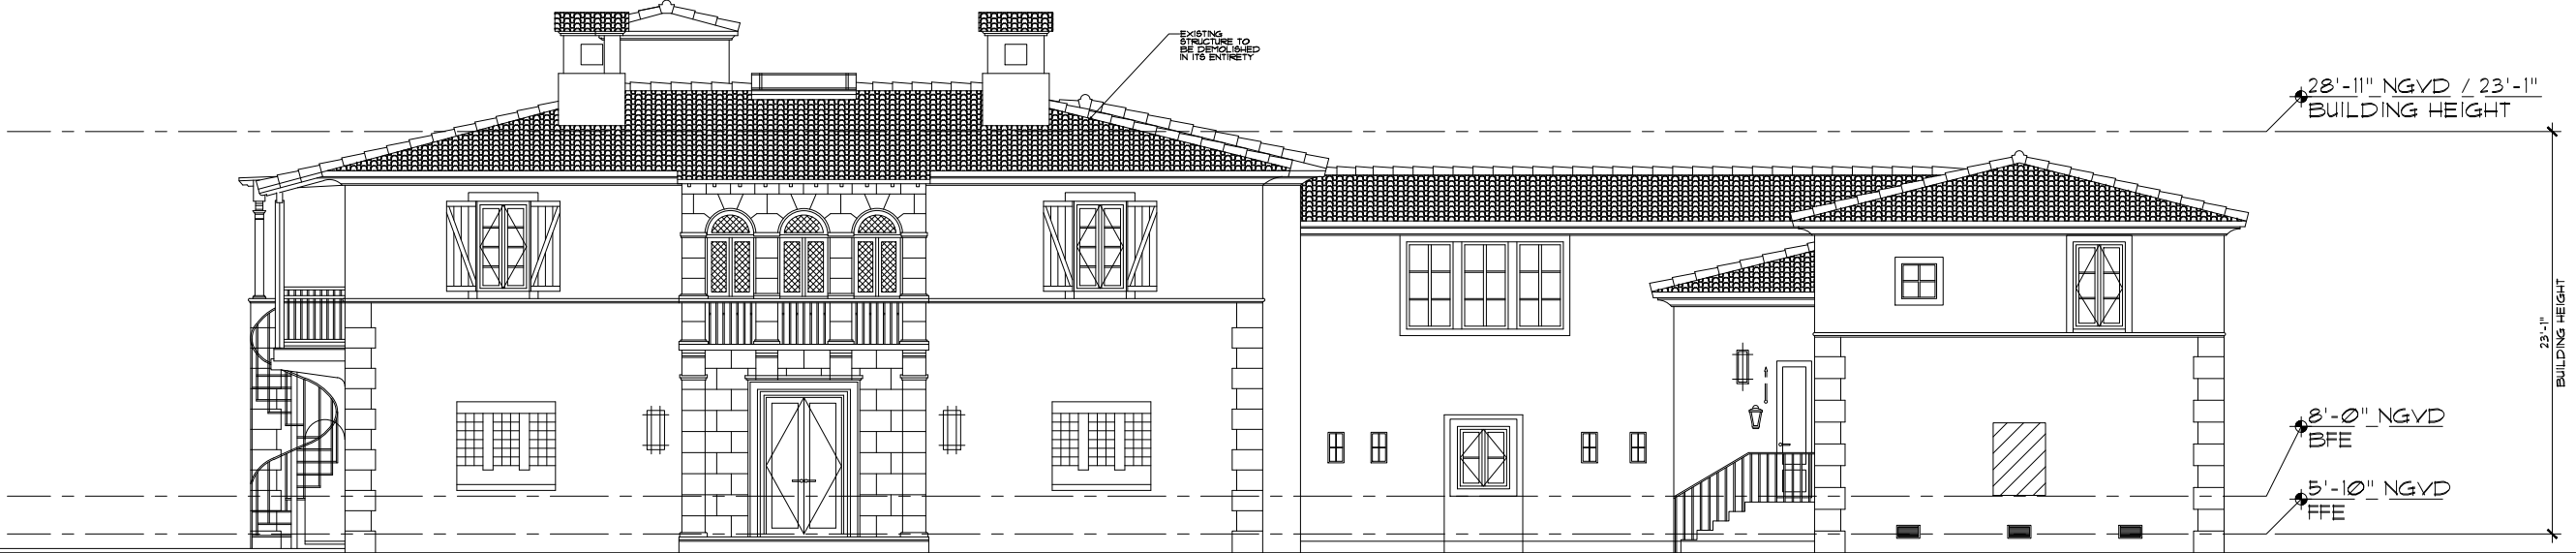 EXISTING
STRUCTURE TO
BE DEMOLISHED
IN ITS ENTIRETY
28'-11" NGVD / 23'-1"
BUILDING HEIGHT
23'-1"
BUILDING HEIGHT
8'-0" NGVD
BFE
5'-10" NGVD
FFE